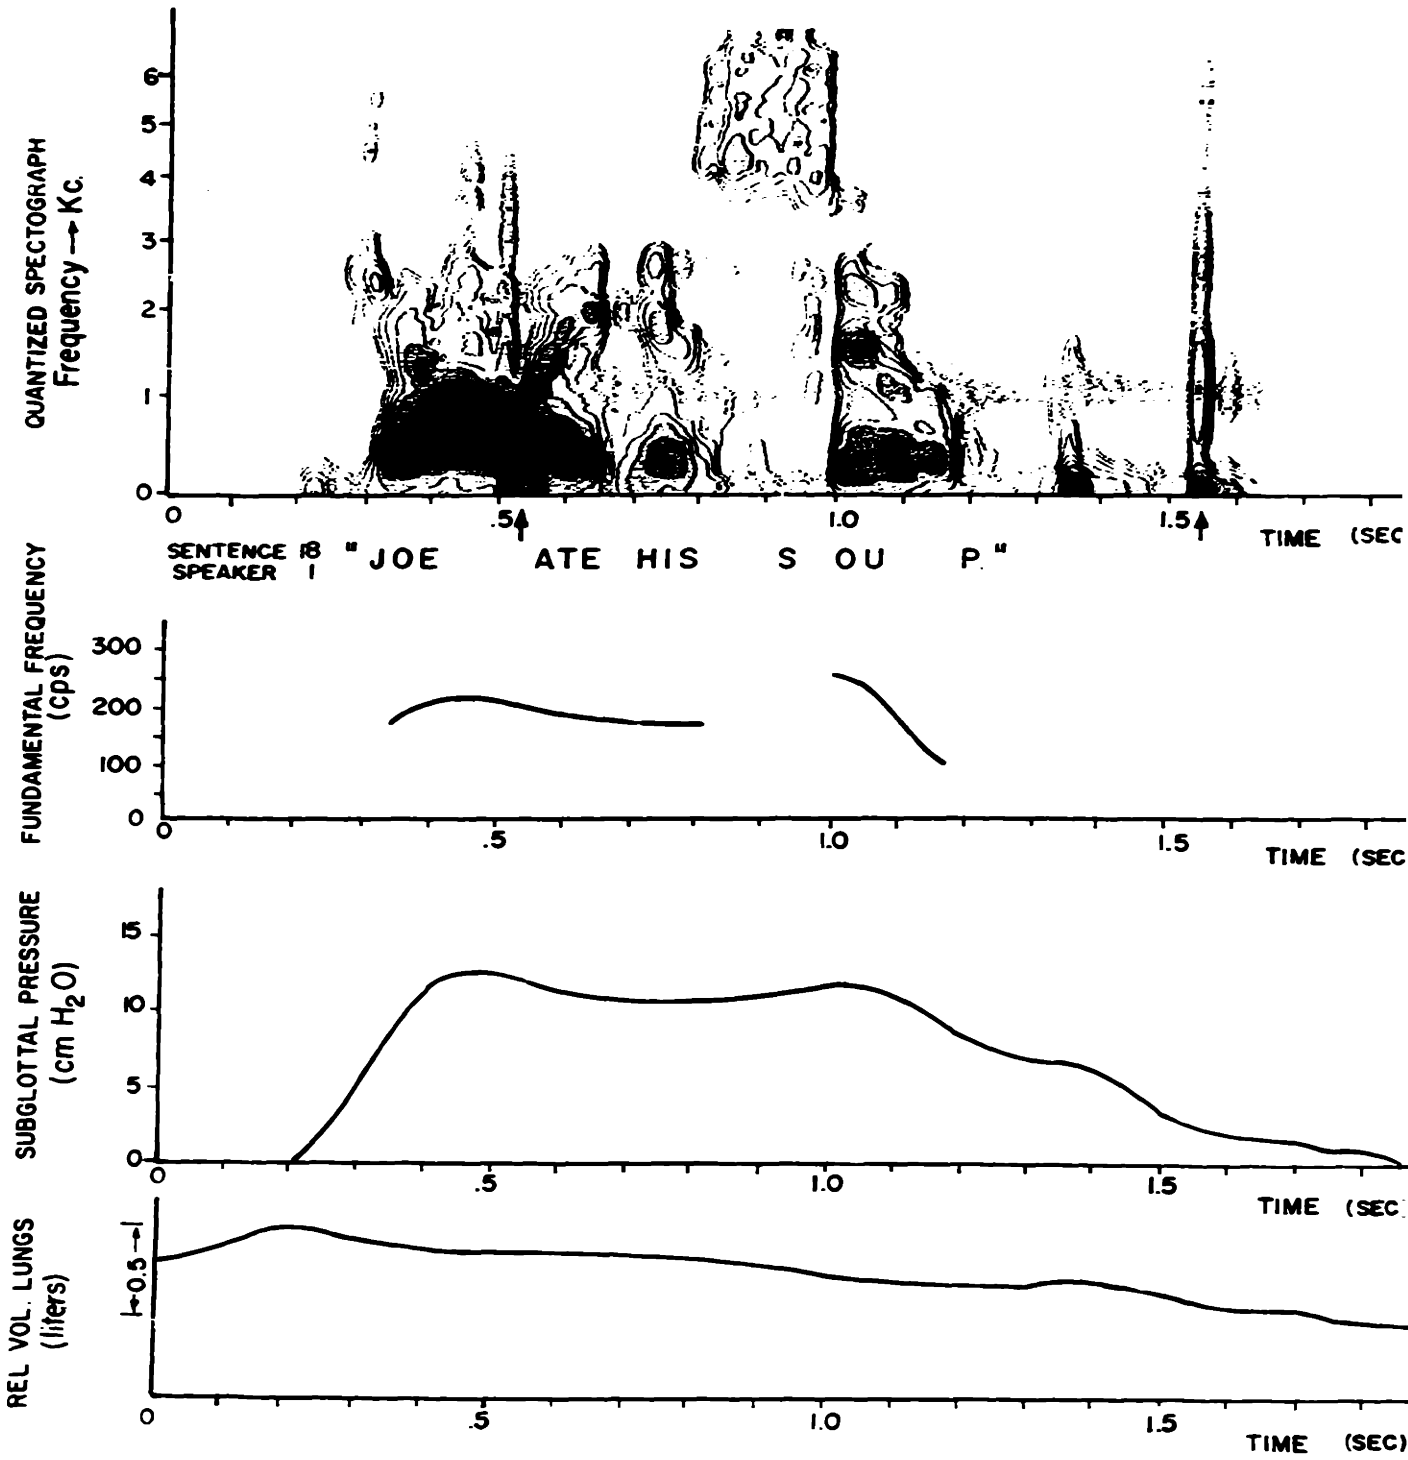 QUANTIZED SPECTOGRAPH
Frequency → Kc.
6
5
4
3
2
1
0
0 .5 1.0 1.5
TIME (SEC
SENTENCE 18 "JOE ATE HIS S OU P."
SPEAKER 1
FUNDAMENTAL FREQUENCY
(cps)
300
200
100
0
0 .5 1.0 1.5
TIME (SEC
SUBGLOTTAL PRESSURE
(cm H₂O)
15
10
5
0
0 .5 1.0 1.5
TIME (SEC
REL VOL. LUNGS
(liters)
0.5
0 .5 1.0 1.5
TIME (SEC)